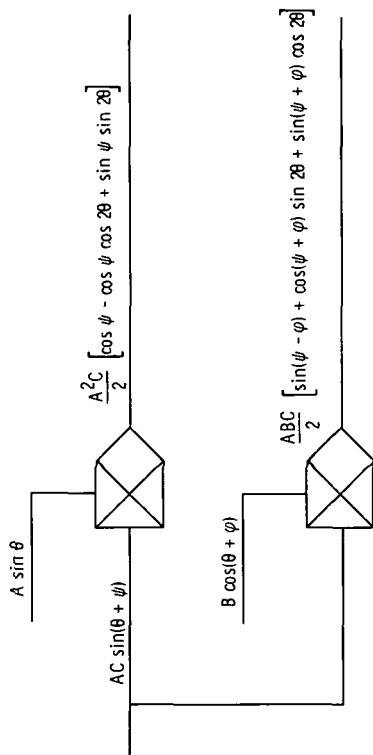 A sin θ
AC sin(θ + ψ)
A²C/2 [cos ψ - cos ψ cos 2θ + sin ψ sin 2θ]
B cos(θ + φ)
ABC/2 [sin(ψ - φ) + cos(ψ + φ) sin 2θ + sin(ψ + φ) cos 2θ]